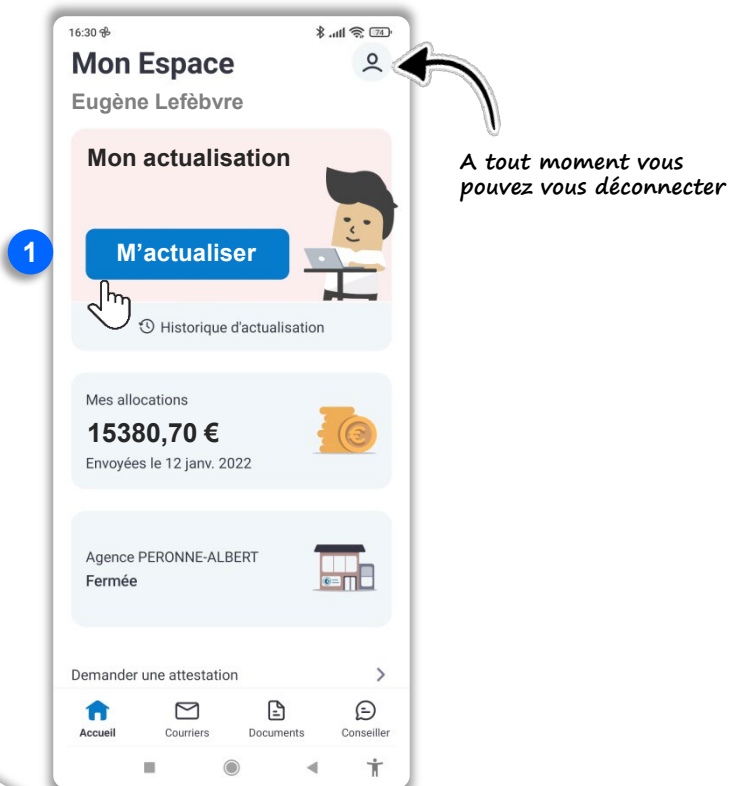 16:30
74
Mon Espace
Eugène Lefèbvre
A tout moment vous
pouvez vous déconnecter
Mon actualisation
1
M'actualiser
Historique d'actualisation
Mes allocations
15380,70 €
Envoyées le 12 janv. 2022
Agence PERONNE-ALBERT
Fermée
Demander une attestation
Accueil Courriers Documents Conseiller